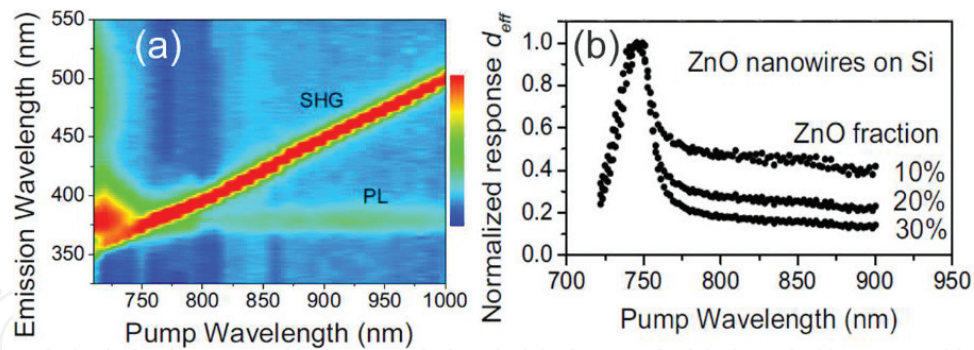 (a)
Emission Wavelength (nm)
550
500
450
400
350
SHG
PL
750
800
850
900
950
1000
Pump Wavelength (nm)
(b)
Normalized response d_eff
1.0
0.8
0.6
0.4
0.2
0.0
ZnO nanowires on Si
ZnO fraction
10%
20%
30%
700
750
800
850
900
950
Pump Wavelength (nm)